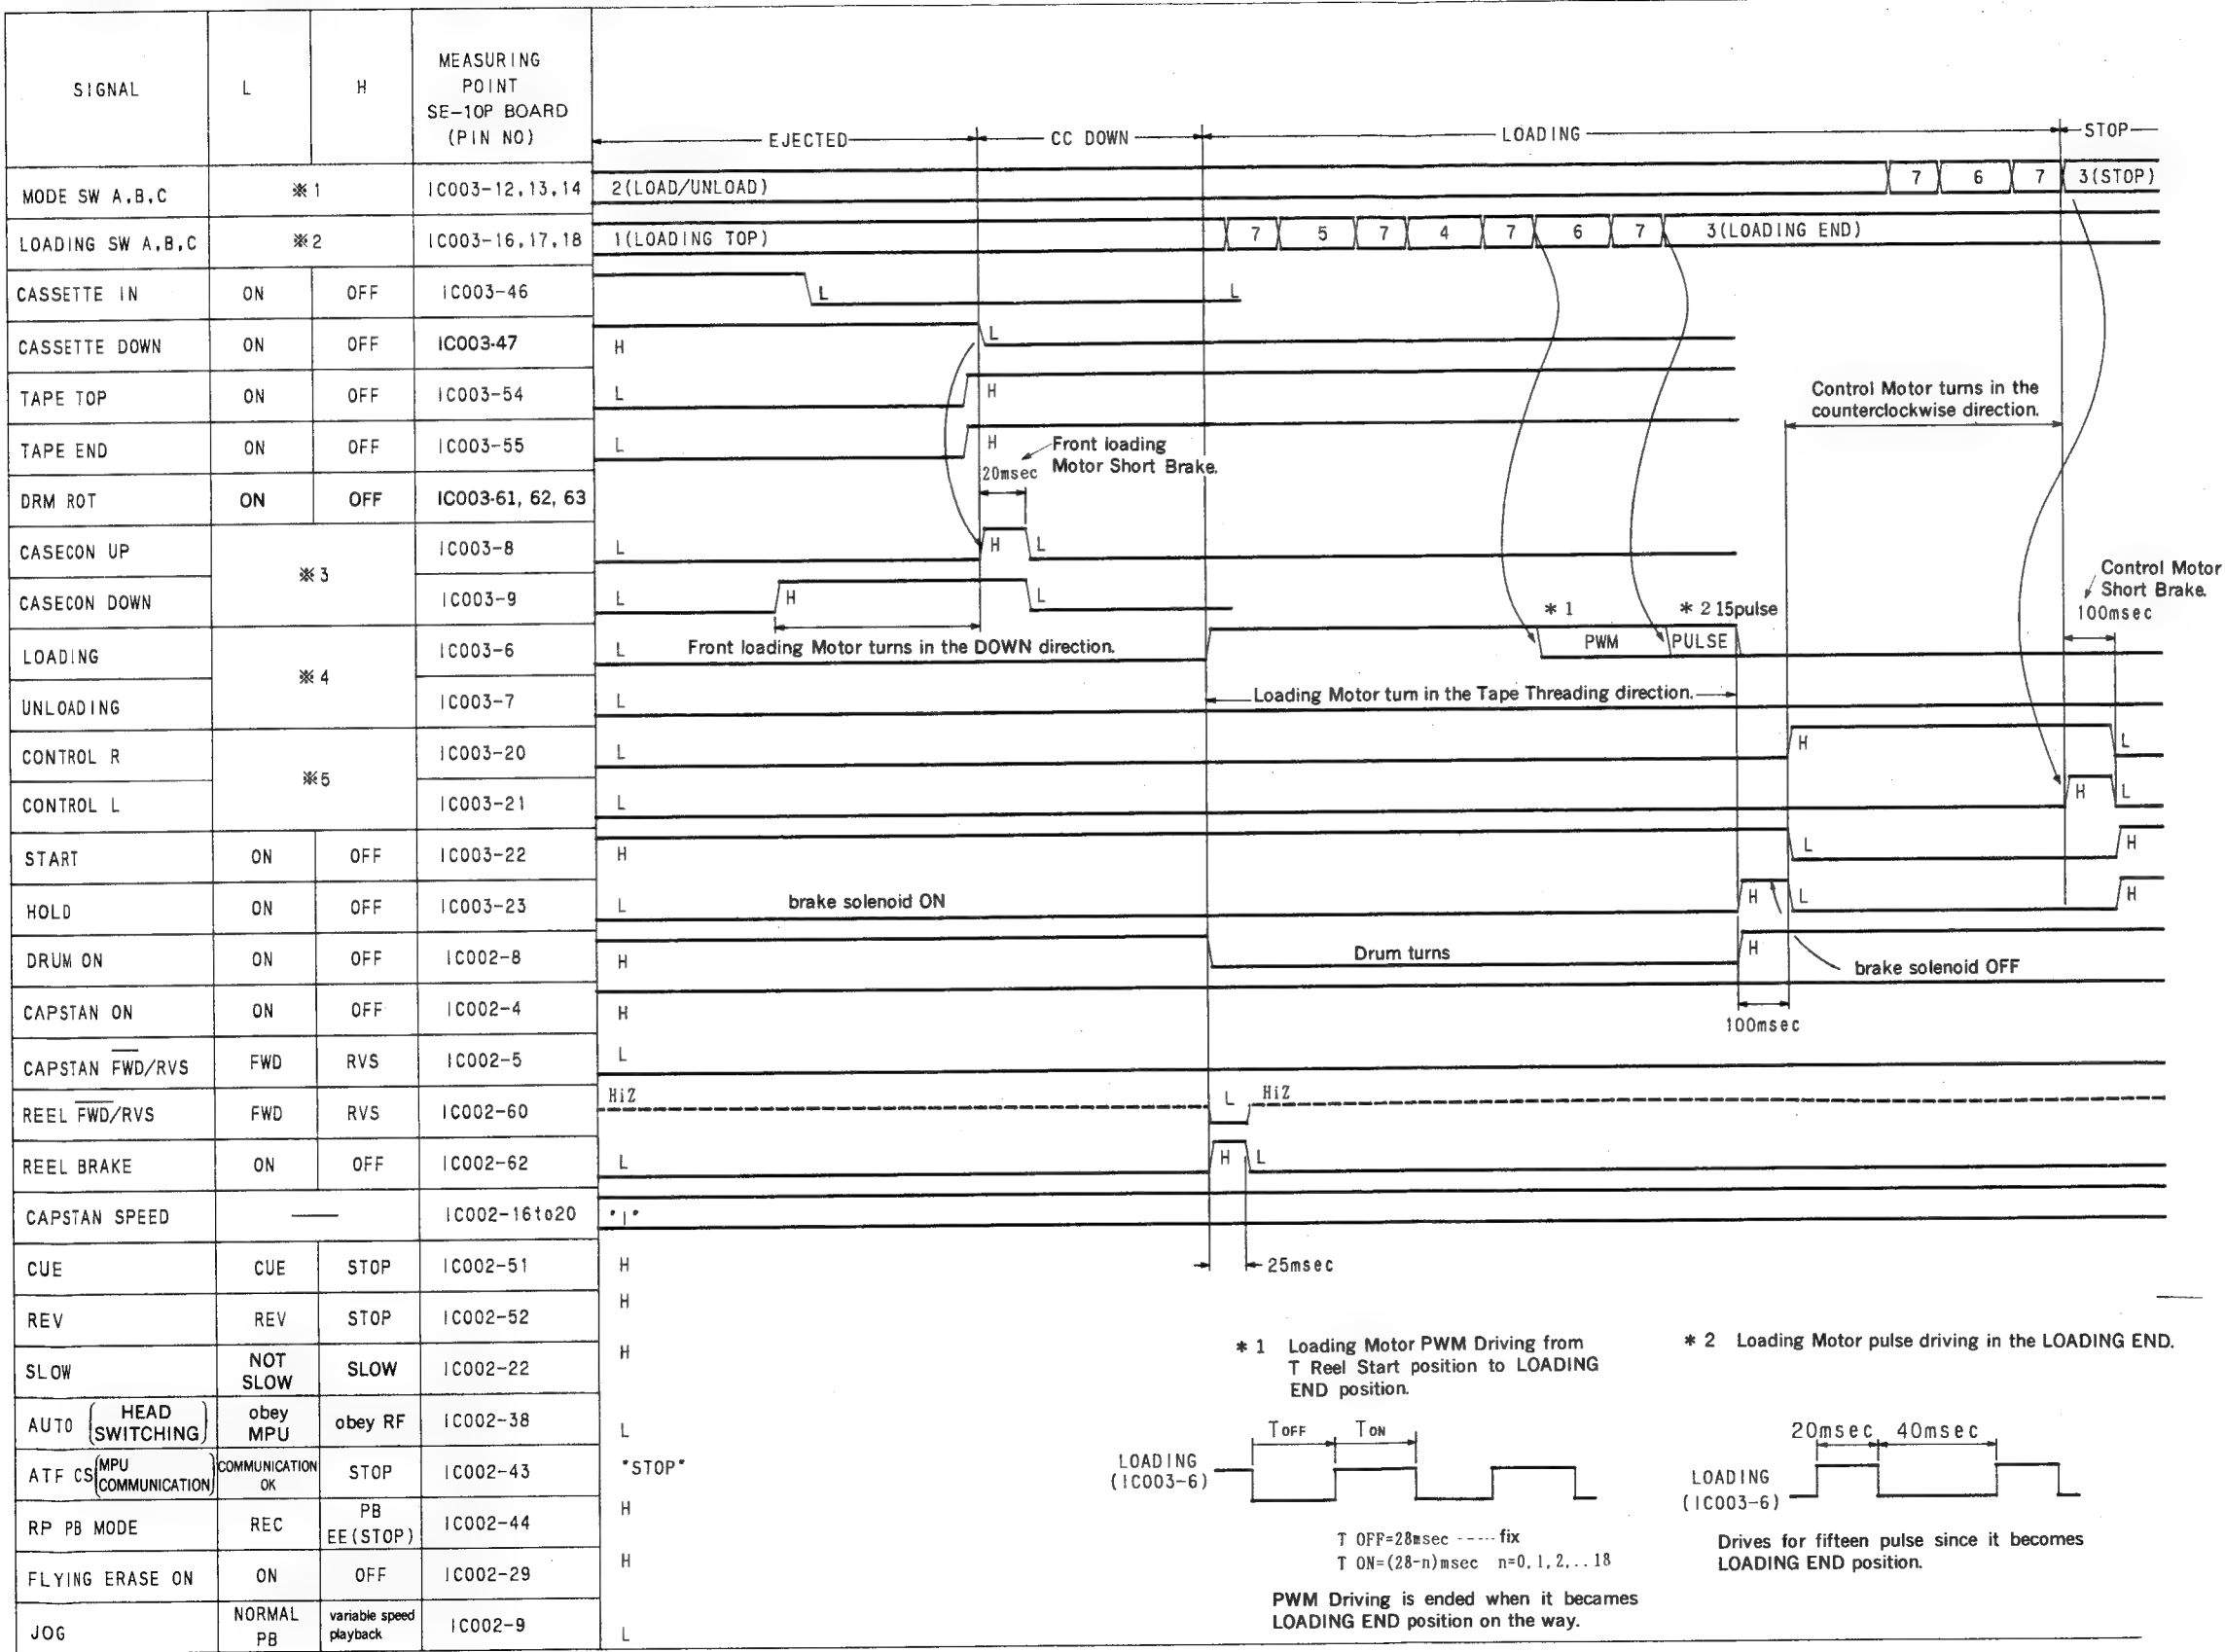 SIGNAL L H MEASURING POINT SE-10P BOARD (PIN NO)
EJECTED CC DOWN LOADING STOP
MODE SW A,B,C ※1 IC003-12,13,14 2(LOAD/UNLOAD) 7 6 7 3(STOP)
LOADING SW A,B,C ※2 IC003-16,17,18 1(LOADING TOP) 7 5 7 4 7 6 7 3(LOADING END)
CASSETTE IN ON OFF IC003-46 L L
CASSETTE DOWN ON OFF IC003-47 H L
TAPE TOP ON OFF IC003-54 L H
Control Motor turns in the
counterclockwise direction.
TAPE END ON OFF IC003-55 L H
Front loading
Motor Short Brake.
20msec
DRM ROT ON OFF IC003-61, 62, 63
CASECON UP ※3 IC003-8 L H L
Control Motor
Short Brake.
100msec
CASECON DOWN IC003-9 L H L
* 1 * 2 15pulse
LOADING ※4 IC003-6 L Front loading Motor turns in the DOWN direction. PWM PULSE
UNLOADING IC003-7 L Loading Motor turn in the Tape Threading direction.
CONTROL R ※5 IC003-20 L H L
CONTROL L IC003-21 L H L
START ON OFF IC003-22 H L H
HOLD ON OFF IC003-23 L brake solenoid ON H L H
DRUM ON ON OFF IC002-8 H Drum turns H
brake solenoid OFF
CAPSTAN ON ON OFF IC002-4 H
100msec
CAPSTAN FWD/RVS FWD RVS IC002-5 L
REEL FWD/RVS FWD RVS IC002-60 HiZ L HiZ
REEL BRAKE ON OFF IC002-62 L H L
CAPSTAN SPEED IC002-16to20 "1"
CUE CUE STOP IC002-51 H 25msec
REV REV STOP IC002-52 H
SLOW NOT SLOW SLOW IC002-22 H
AUTO (HEAD SWITCHING) obey MPU obey RF IC002-38 L
ATF CS (MPU COMMUNICATION) COMMUNICATION OK STOP IC002-43 "STOP"
RP PB MODE REC PB EE(STOP) IC002-44 H
FLYING ERASE ON ON OFF IC002-29 H
JOG NORMAL PB variable speed playback IC002-9 L
* 1 Loading Motor PWM Driving from
T Reel Start position to LOADING
END position.
TOFF TON
LOADING
(IC003-6)
T OFF=28msec ----- fix
T ON=(28-n)msec n=0,1,2,..18
PWM Driving is ended when it becames
LOADING END position on the way.
* 2 Loading Motor pulse driving in the LOADING END.
20msec 40msec
LOADING
(IC003-6)
Drives for fifteen pulse since it becomes
LOADING END position.